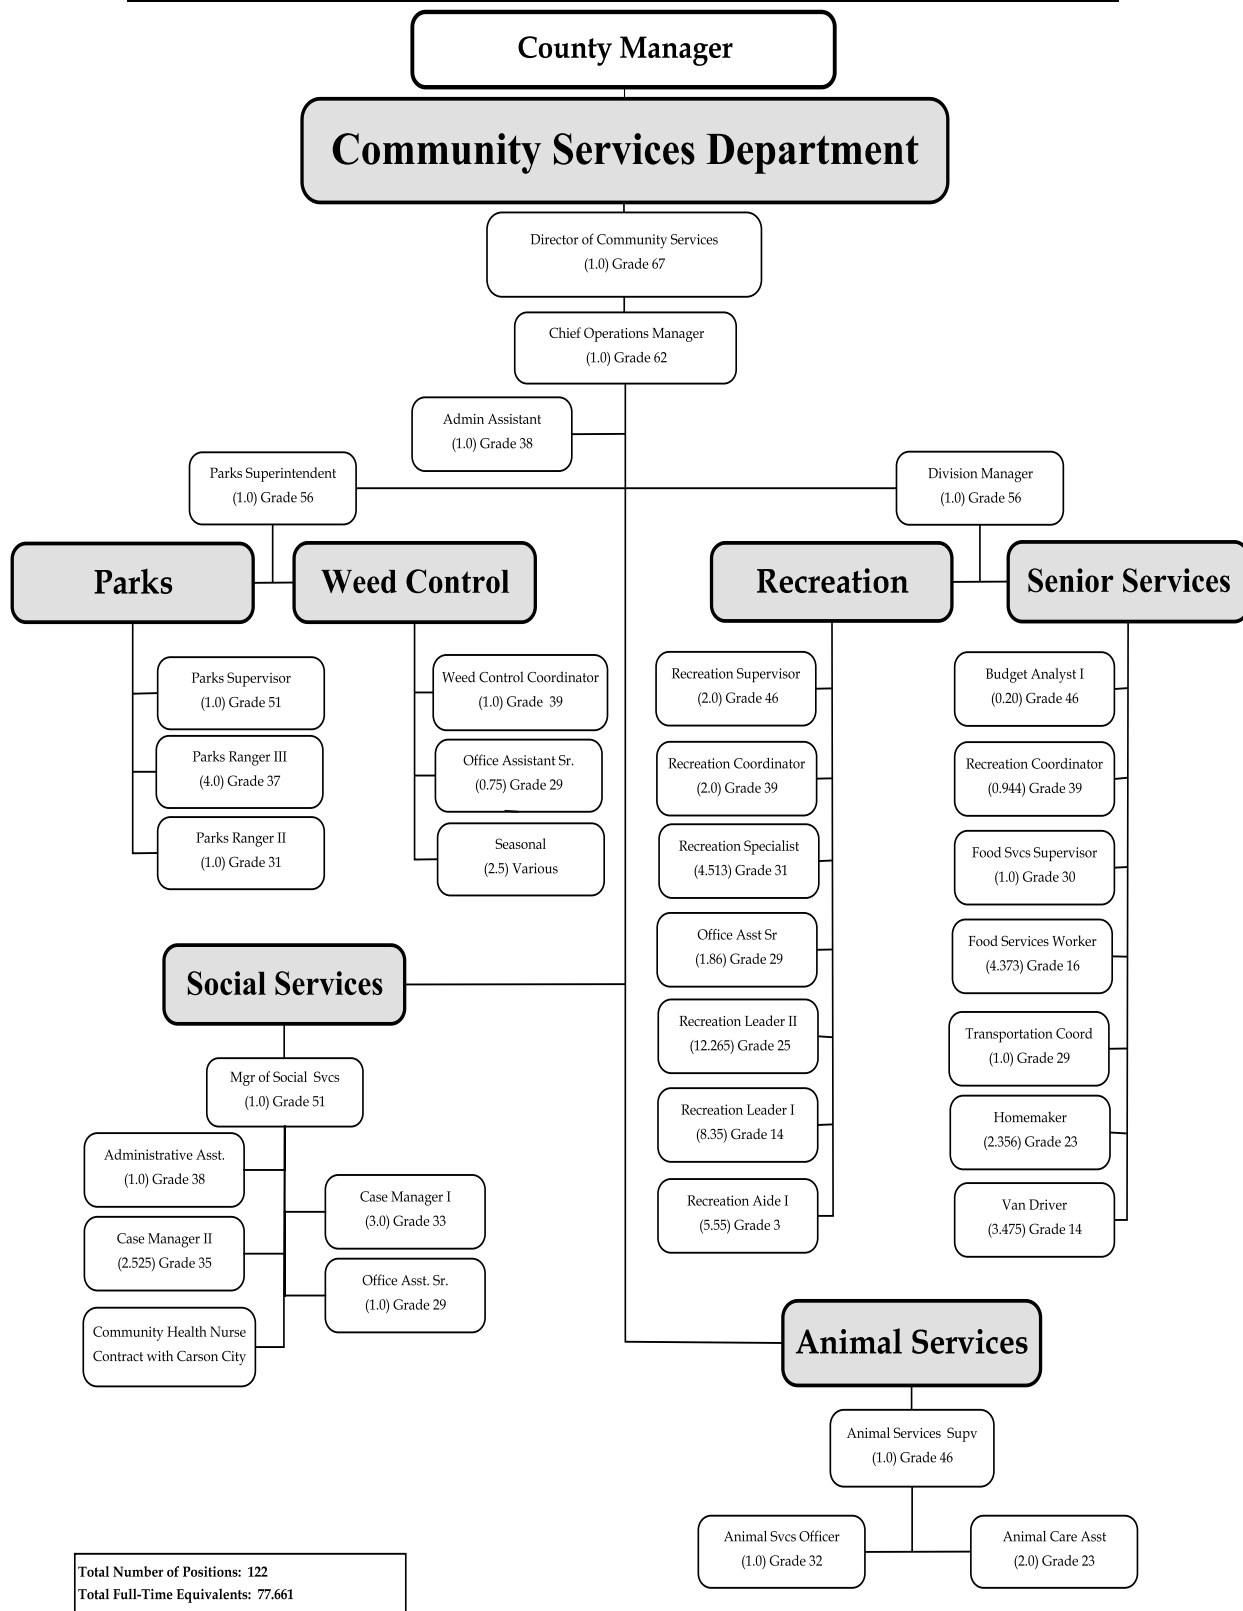 County Manager
Community Services Department
Director of Community Services
(1.0) Grade 67
Chief Operations Manager
(1.0) Grade 62
Admin Assistant
(1.0) Grade 38
Parks Superintendent
(1.0) Grade 56
Division Manager
(1.0) Grade 56
Parks
Weed Control
Recreation
Senior Services
Parks Supervisor
(1.0) Grade 51
Parks Ranger III
(4.0) Grade 37
Parks Ranger II
(1.0) Grade 31
Weed Control Coordinator
(1.0) Grade 39
Office Assistant Sr.
(0.75) Grade 29
Seasonal
(2.5) Various
Recreation Supervisor
(2.0) Grade 46
Recreation Coordinator
(2.0) Grade 39
Recreation Specialist
(4.513) Grade 31
Office Asst Sr
(1.86) Grade 29
Recreation Leader II
(12.265) Grade 25
Recreation Leader I
(8.35) Grade 14
Recreation Aide I
(5.55) Grade 3
Budget Analyst I
(0.20) Grade 46
Recreation Coordinator
(0.944) Grade 39
Food Svcs Supervisor
(1.0) Grade 30
Food Services Worker
(4.373) Grade 16
Transportation Coord
(1.0) Grade 29
Homemaker
(2.356) Grade 23
Van Driver
(3.475) Grade 14
Social Services
Mgr of Social Svcs
(1.0) Grade 51
Administrative Asst.
(1.0) Grade 38
Case Manager II
(2.525) Grade 35
Community Health Nurse
Contract with Carson City
Case Manager I
(3.0) Grade 33
Office Asst. Sr.
(1.0) Grade 29
Animal Services
Animal Services Supv
(1.0) Grade 46
Animal Svcs Officer
(1.0) Grade 32
Animal Care Asst
(2.0) Grade 23
Total Number of Positions: 122
Total Full-Time Equivalents: 77.661